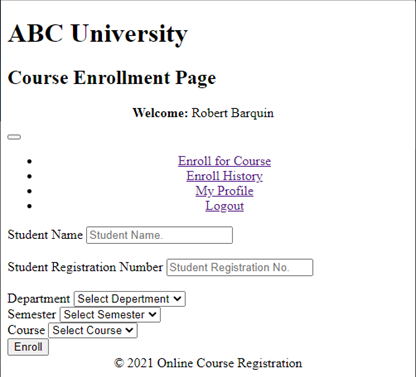 ABC University
Course Enrollment Page
Welcome: Robert Barquin
Enroll for Course
Enroll History
My Profile
Logout
Student Name Student Name.
Student Registration Number Student Registration No.
Department Select Depertment
Semester Select Semester
Course Select Course
Enroll
© 2021 Online Course Registration